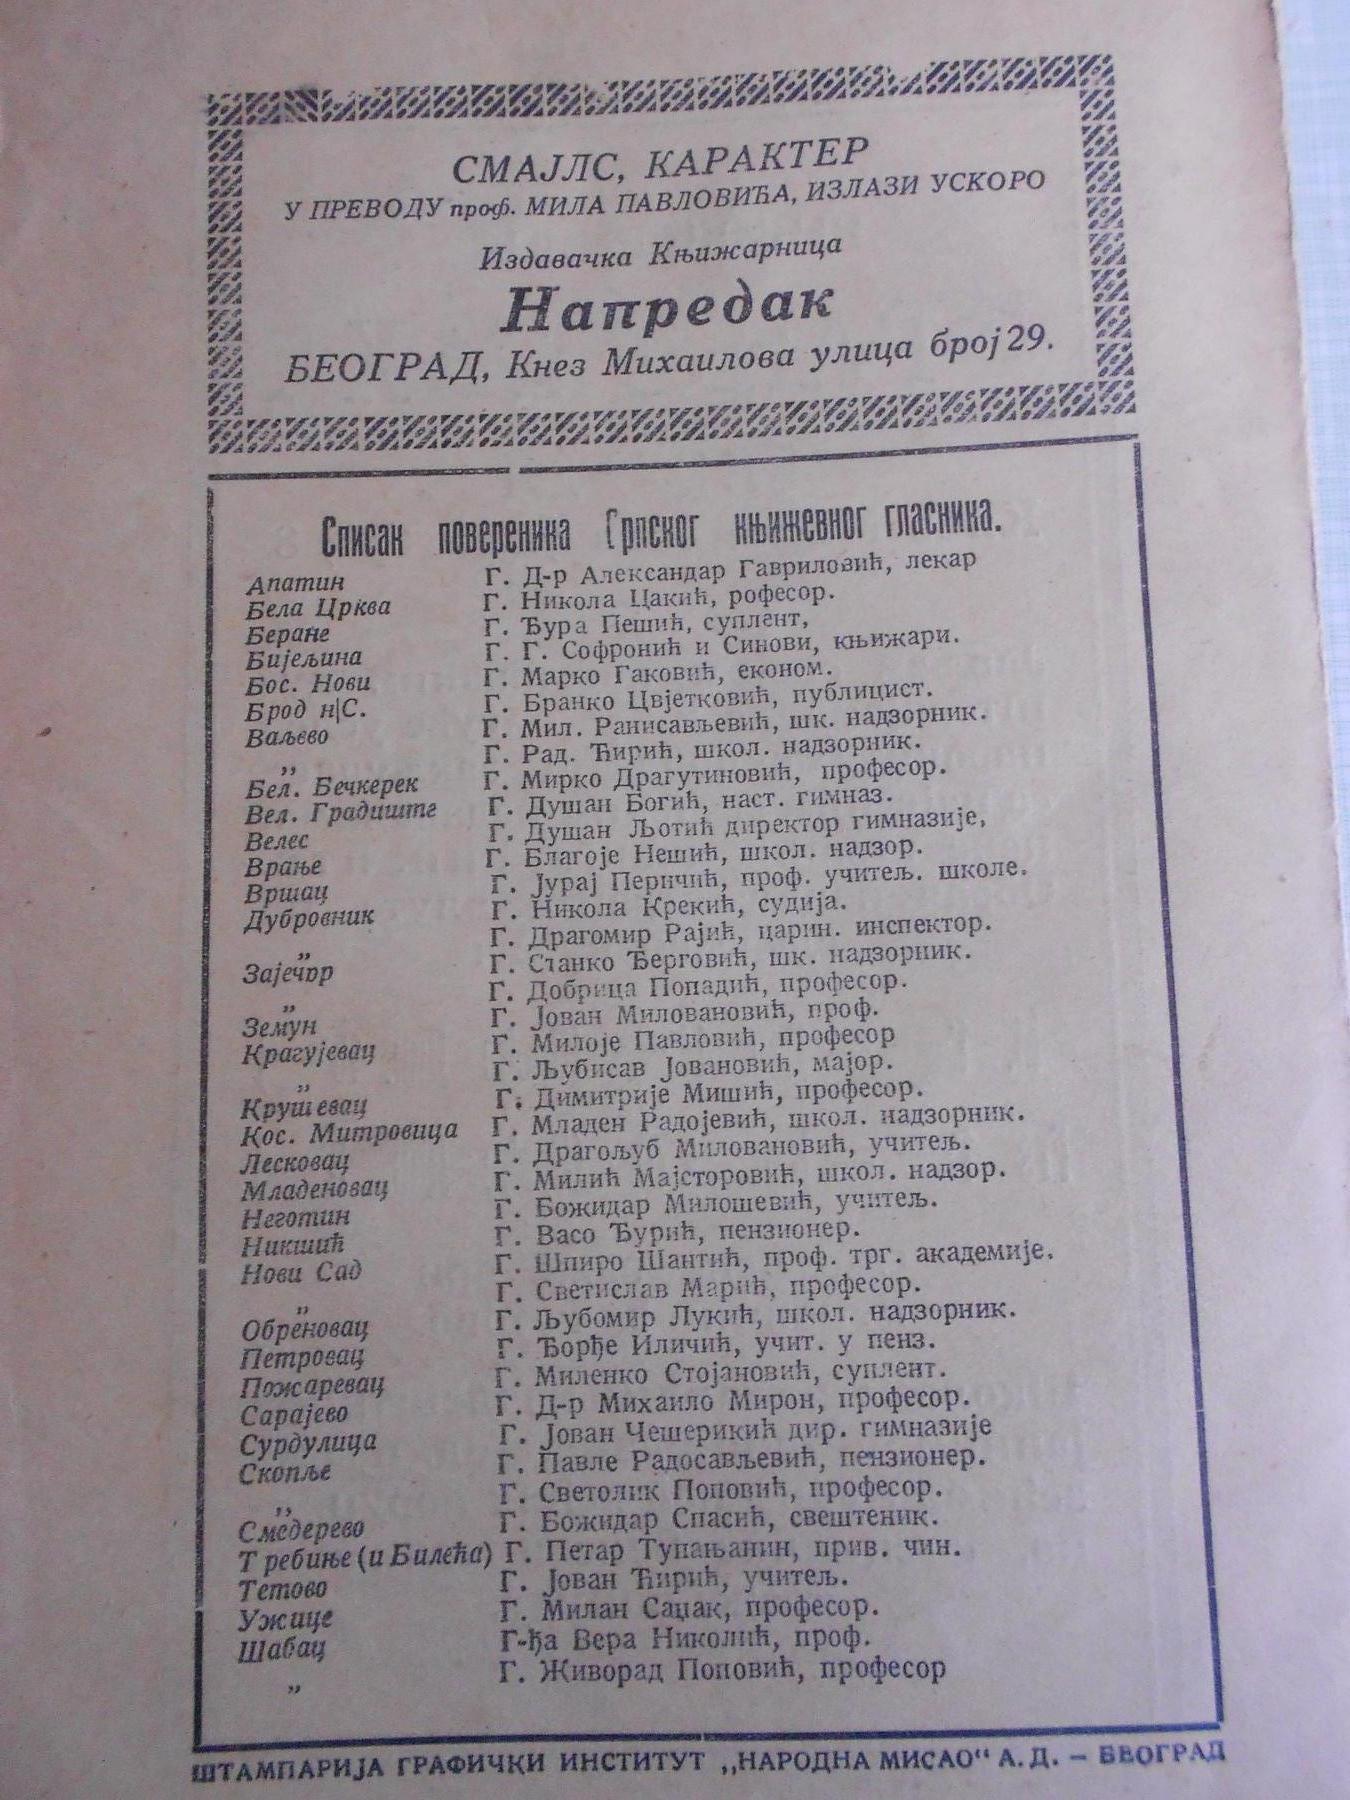 СМАЈЛС, КАРАКТЕР
У ПРЕВОДУ проф. МИЛА ПАВЛОВИЋА, ИЗЛАЗИ УСКОРО
Издавачка Књижарница
Напредак
БЕОГРАД, Кнез Михаилова улица број 29.
Списак повереника Српског књижевног гласника.
Апатин Г. Д-р Александар Гавриловић, лекар
Бела Црква Г. Никола Цакић, рофесор.
Беране Г. Ђура Пешић, суплент,
Бијељина Г. Г. Софронић и Синови, књижари.
Бос. Нови Г. Марко Гаковић, економ.
Брод н|С. Г. Бранко Цвјетковић, публицист.
Ваљево Г. Мил. Ранисављевић, шк. надзорник.
„ Г. Рад. Ћирић, школ. надзорник.
Бел. Бечкерек Г. Мирко Драгутиновић, професор.
Вел. Градиште Г. Душан Богић, наст. гимназ.
Велес Г. Душан Љотић директор гимназије,
Врање Г. Благоје Нешић, школ. надзор.
Вршац Г. Јурај Перичић, проф. учитељ. школе.
Дубровник Г. Никола Крекић, судија.
„ Г. Драгомир Рајић, царин. инспектор.
Зајечар Г. Станко Ђерговић, шк. надзорник.
„ Г. Добрица Попадић, професор.
Земун Г. Јован Миловановић, проф.
Крагујевац Г. Милоје Павловић, професор
„ Г. Љубисав Јовановић, мајор.
Крушевац Г. Димитрије Мишић, професор.
Кос. Митровица Г. Младен Радојевић, школ. надзорник.
Лесковац Г. Драгољуб Миловановић, учитељ.
Младеновац Г. Милић Мајсторовић, школ. надзор.
Неготин Г. Божидар Милошевић, учитељ.
Никшић Г. Васо Ђурић, пензионер.
Нови Сад Г. Шпиро Шантић, проф. трг. академије.
„ Г. Светислав Марић, професор.
Обреновац Г. Љубомир Лукић, школ. надзорник.
Петровац Г. Ђорђе Иличић, учит. у пенз.
Пожаревац Г. Миленко Стојановић, суплент.
Сарајево Г. Д-р Михаило Мирон, професор.
Сурдулица Г. Јован Чешерикић дир. гимназије
Скопље Г. Павле Радосављевић, пензионер.
„ Г. Светолик Поповић, професор.
Смедерево Г. Божидар Спасић, свештеник.
Требиње (и Билећа) Г. Петар Тупањанин, прив. чин.
Тетово Г. Јован Ћирић, учитељ.
Ужице Г. Милан Саџак, професор.
Шабац Г-ђа Вера Николић, проф.
„ Г. Живорад Поповић, професор
ШТАМПАРИЈА ГРАФИЧКИ ИНСТИТУТ „НАРОДНА МИСАО“ А. Д. – БЕОГРАД